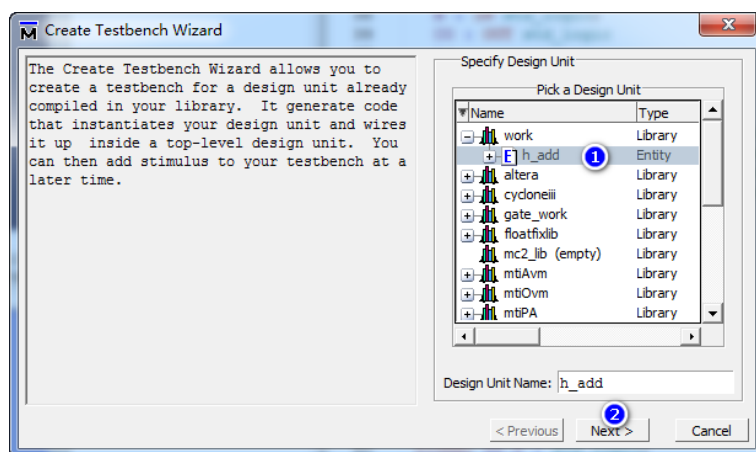 Create Testbench Wizard
The Create Testbench Wizard allows you to
create a testbench for a design unit already
compiled in your library. It generate code
that instantiates your design unit and wires
it up inside a top-level design unit. You
can then add stimulus to your testbench at a
later time.
Specify Design Unit
Pick a Design Unit
Name Type
work Library
h_add 1 Entity
altera Library
cycloneiii Library
gate_work Library
floatfixlib Library
mc2_lib (empty) Library
mtiAvm Library
mtiOvm Library
mtiPA Library
Design Unit Name: h_add
2
< Previous Next > Cancel